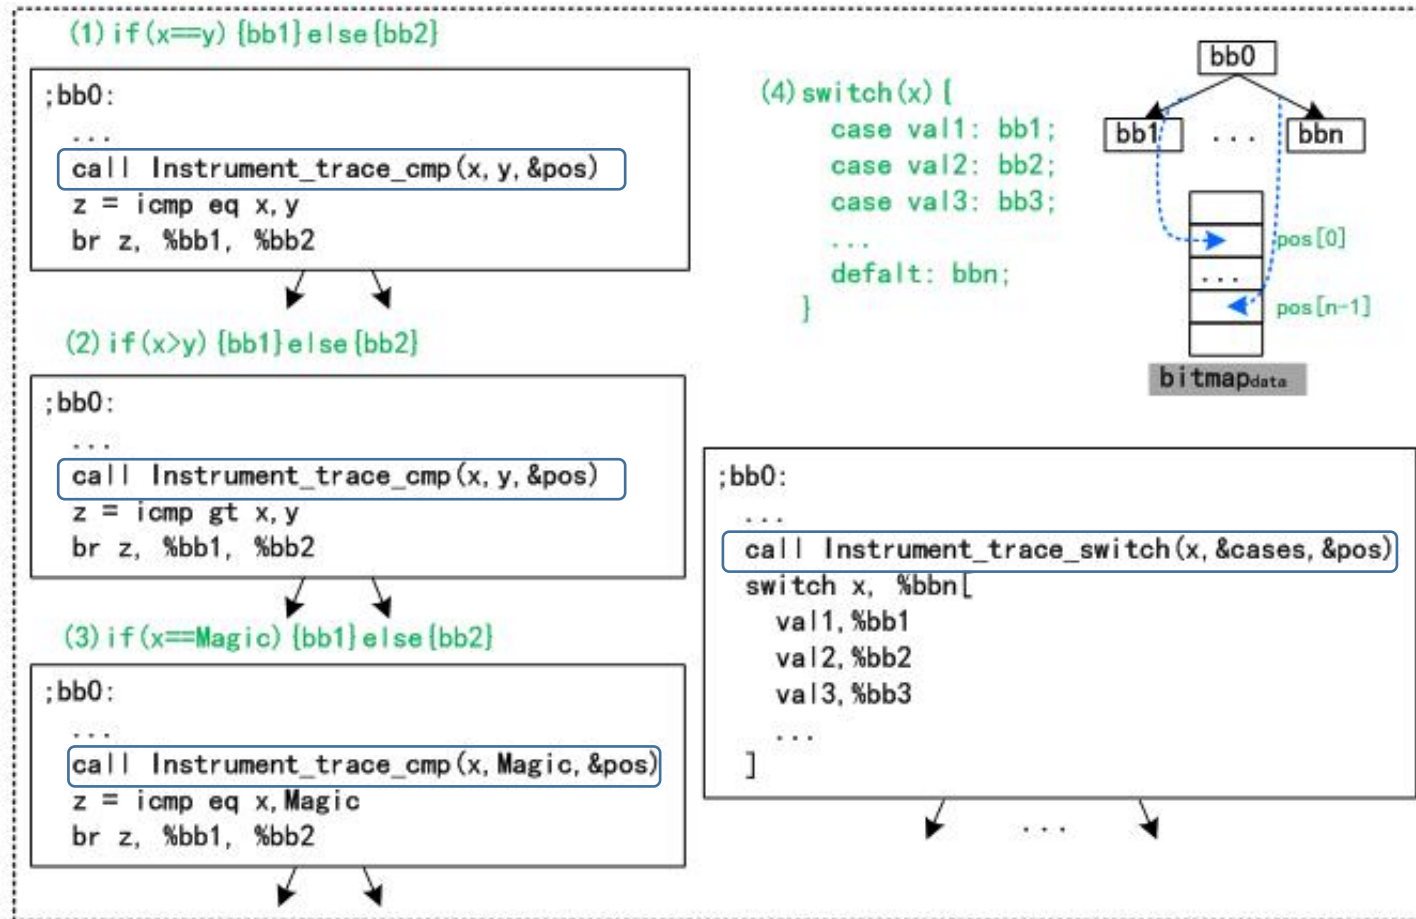 (1)if(x==y){bb1}else{bb2}
;bb0:
...
call Instrument_trace_cmp(x,y,&pos)
z = icmp eq x,y
br z, %bb1, %bb2
(2)if(x>y){bb1}else{bb2}
;bb0:
...
call Instrument_trace_cmp(x,y,&pos)
z = icmp gt x,y
br z, %bb1, %bb2
(3)if(x==Magic){bb1}else{bb2}
;bb0:
...
call Instrument_trace_cmp(x,Magic,&pos)
z = icmp eq x,Magic
br z, %bb1, %bb2
(4)switch(x)[
case val1: bb1;
case val2: bb2;
case val3: bb3;
...
defalt: bbn;
}
bb0
bb1 ... bbn
pos[0]
...
pos[n-1]
bitmapdata
;bb0:
...
call Instrument_trace_switch(x,&cases,&pos)
switch x, %bbn[
val1,%bb1
val2,%bb2
val3,%bb3
...
]
...